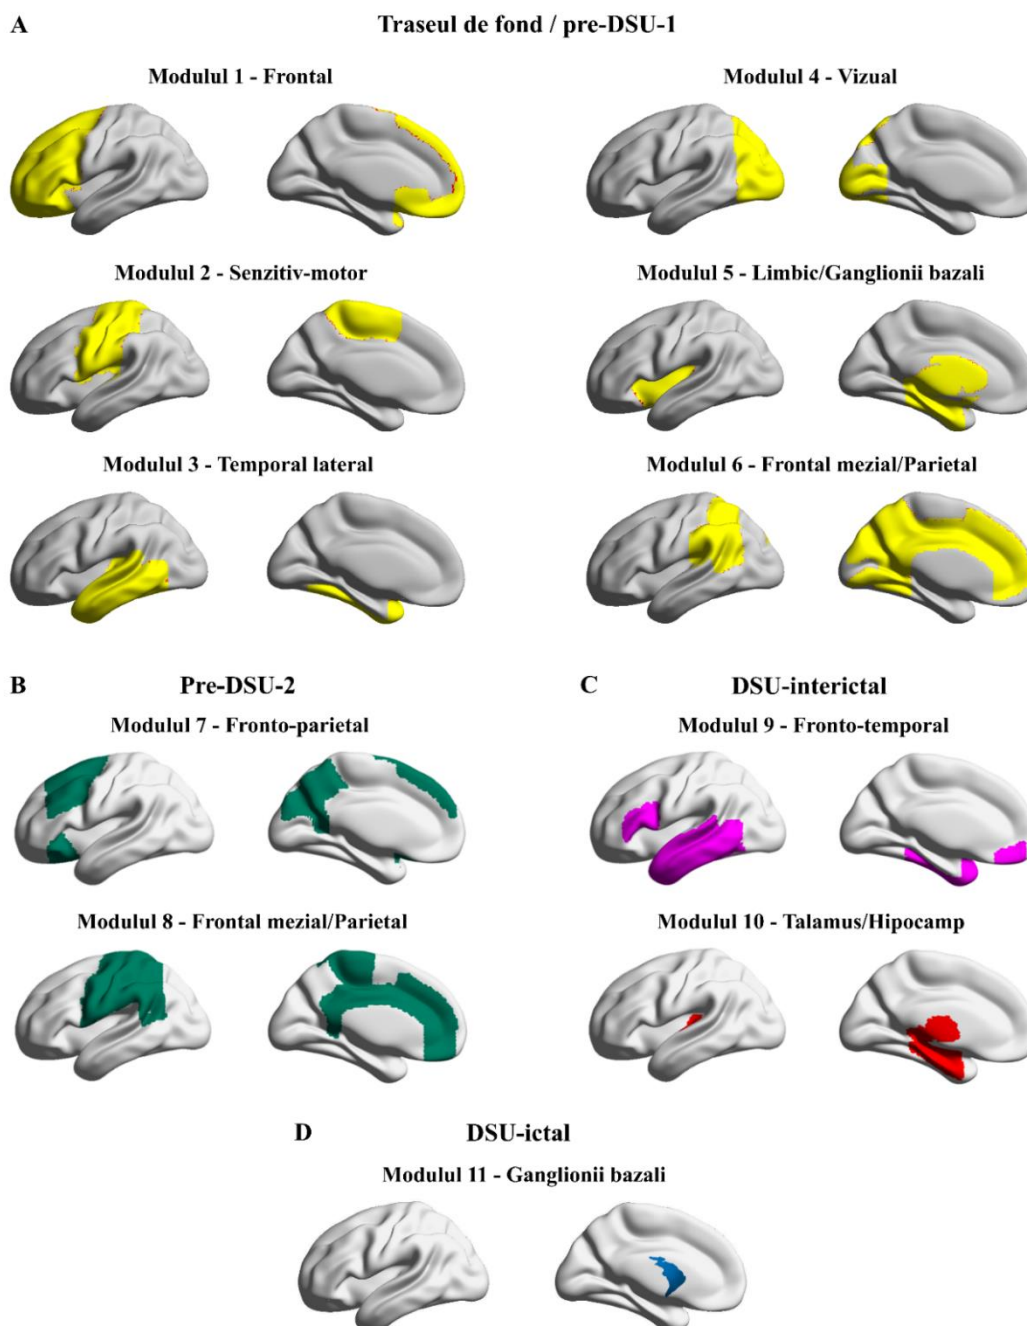 A
Traseul de fond / pre-DSU-1
Modulul 1 - Frontal
Modulul 4 - Vizual
Modulul 2 - Senzitiv-motor
Modulul 5 - Limbic/Ganglionii bazali
Modulul 3 - Temporal lateral
Modulul 6 - Frontal mezial/Parietal
B
Pre-DSU-2
C
DSU-interictal
Modulul 7 - Fronto-parietal
Modulul 9 - Fronto-temporal
Modulul 8 - Frontal mezial/Parietal
Modulul 10 - Talamus/Hipocamp
D
DSU-ictal
Modulul 11 - Ganglionii bazali